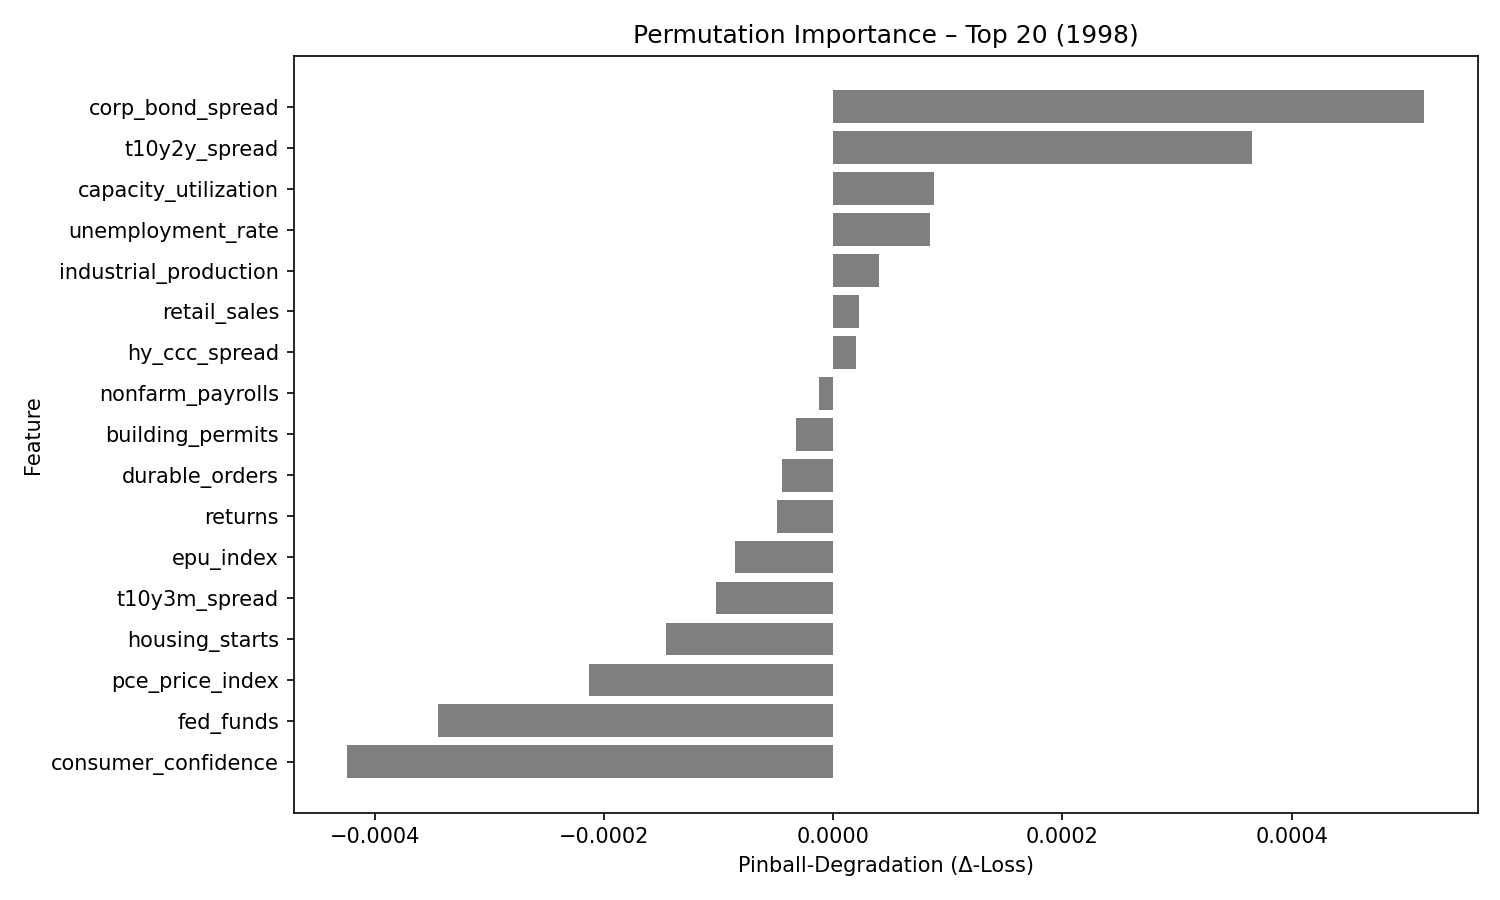 Permutation Importance – Top 20 (1998)
corp_bond_spread
t10y2y_spread
capacity_utilization
unemployment_rate
industrial_production
retail_sales
hy_ccc_spread
nonfarm_payrolls
building_permits
durable_orders
returns
epu_index
t10y3m_spread
housing_starts
pce_price_index
fed_funds
consumer_confidence
Feature
−0.0004 −0.0002 0.0000 0.0002 0.0004
Pinball-Degradation (Δ-Loss)